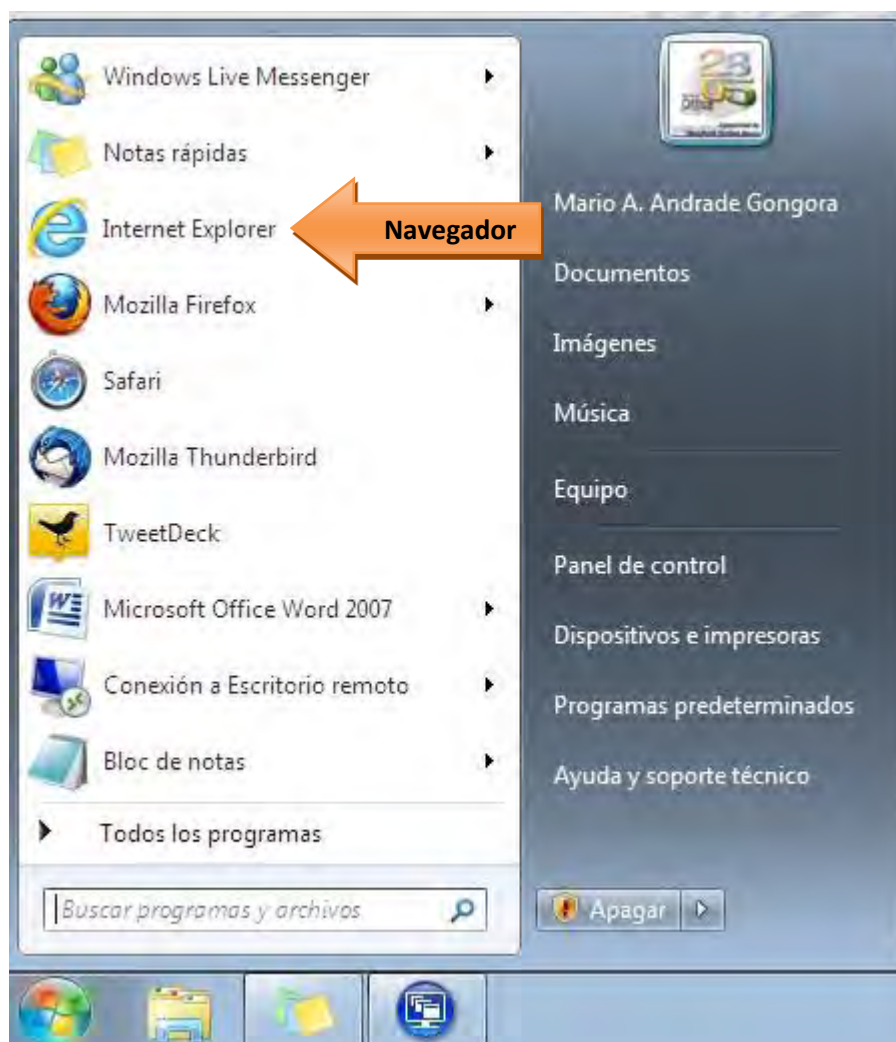 Windows Live Messenger
Notas rápidas
Internet Explorer
Navegador
Mozilla Firefox
Safari
Mozilla Thunderbird
TweetDeck
Microsoft Office Word 2007
Conexión a Escritorio remoto
Bloc de notas
Todos los programas
Buscar programas y archivos
Mario A. Andrade Gongora
Documentos
Imágenes
Música
Equipo
Panel de control
Dispositivos e impresoras
Programas predeterminados
Ayuda y soporte técnico
Apagar